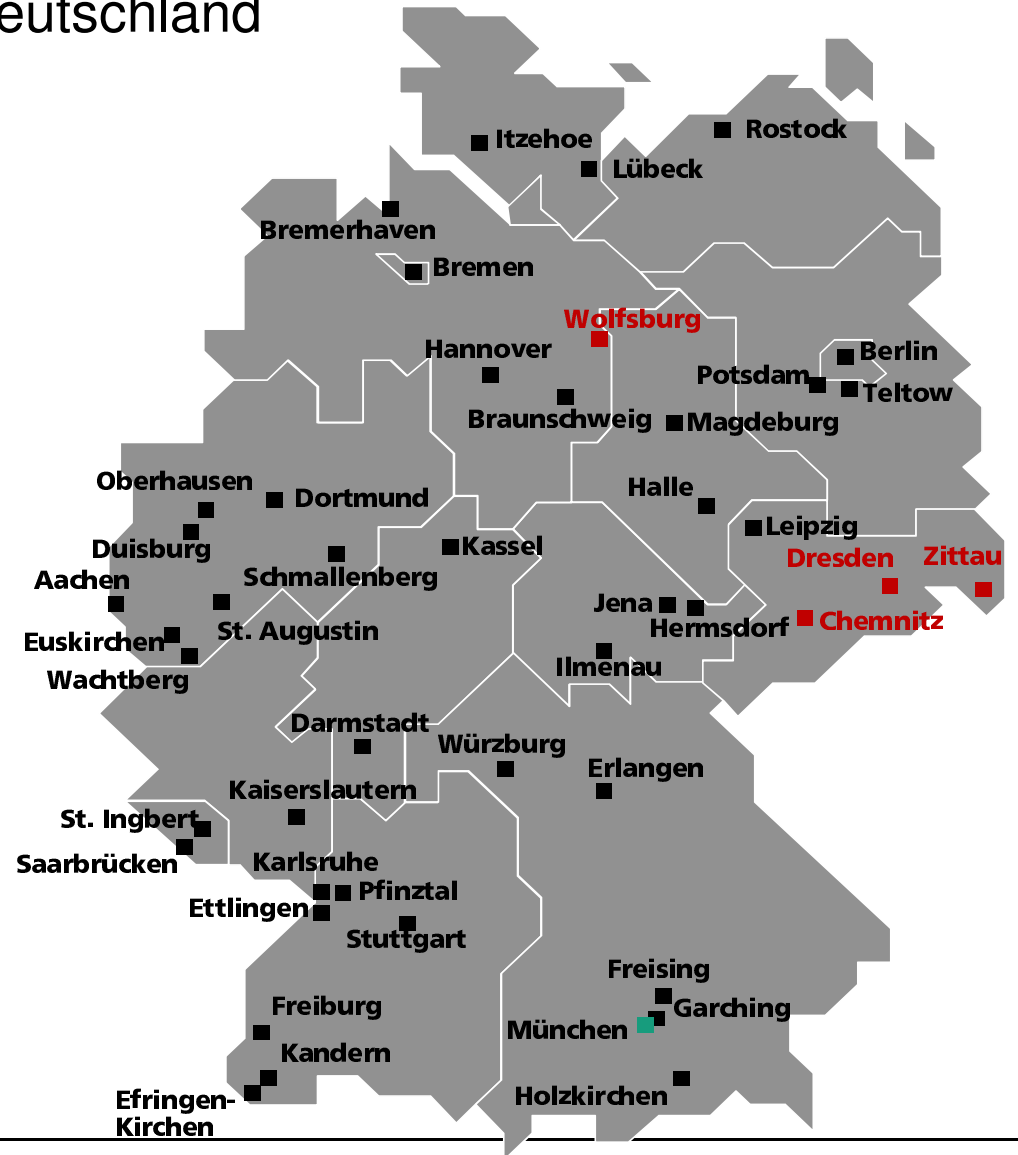 eutschland
Itzehoe
Rostock
Lübeck
Bremerhaven
Bremen
Wolfsburg
Hannover
Berlin
Potsdam
Teltow
Braunschweig
Magdeburg
Oberhausen
Dortmund
Halle
Duisburg
Leipzig
Kassel
Dresden
Zittau
Aachen
Schmallenberg
Jena
Hermsdorf
Chemnitz
Euskirchen
St. Augustin
Ilmenau
Wachtberg
Darmstadt
Würzburg
Erlangen
Kaiserslautern
St. Ingbert
Saarbrücken
Karlsruhe
Pfinztal
Ettlingen
Stuttgart
Freising
Freiburg
Garching
München
Kandern
Holzkirchen
Efringen-
Kirchen